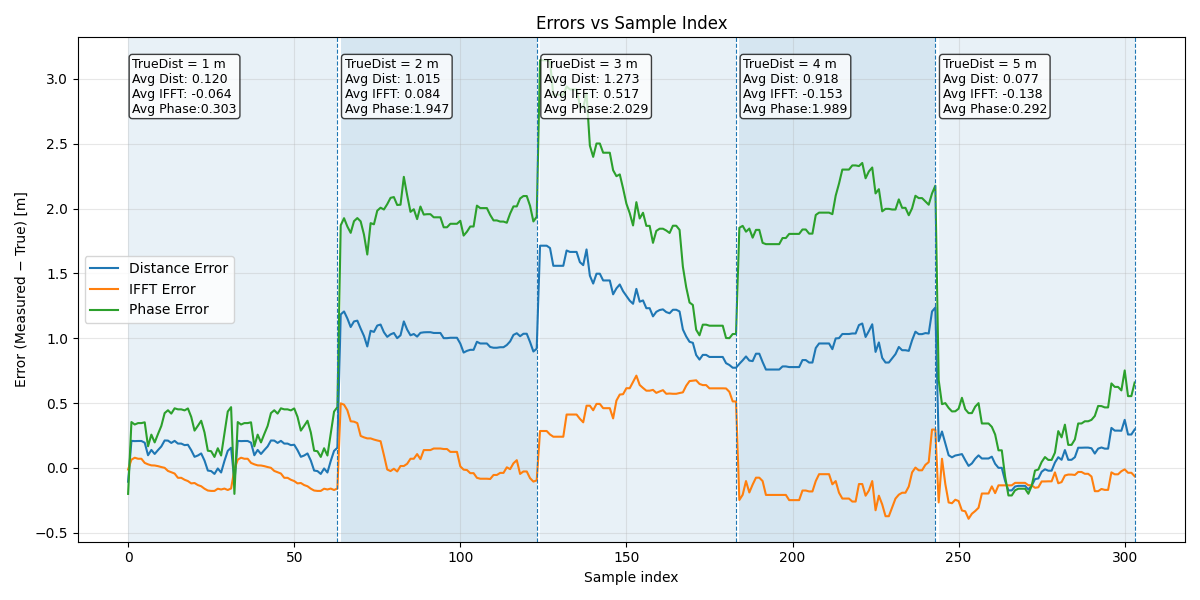 Errors vs Sample Index
TrueDist = 1 m
Avg Dist: 0.120
Avg IFFT: -0.064
Avg Phase:0.303
TrueDist = 2 m
Avg Dist: 1.015
Avg IFFT: 0.084
Avg Phase:1.947
TrueDist = 3 m
Avg Dist: 1.273
Avg IFFT: 0.517
Avg Phase:2.029
TrueDist = 4 m
Avg Dist: 0.918
Avg IFFT: -0.153
Avg Phase:1.989
TrueDist = 5 m
Avg Dist: 0.077
Avg IFFT: -0.138
Avg Phase:0.292
Error (Measured − True) [m]
3.0
2.5
2.0
1.5
1.0
0.5
0.0
−0.5
Distance Error
IFFT Error
Phase Error
0 50 100 150 200 250 300
Sample index